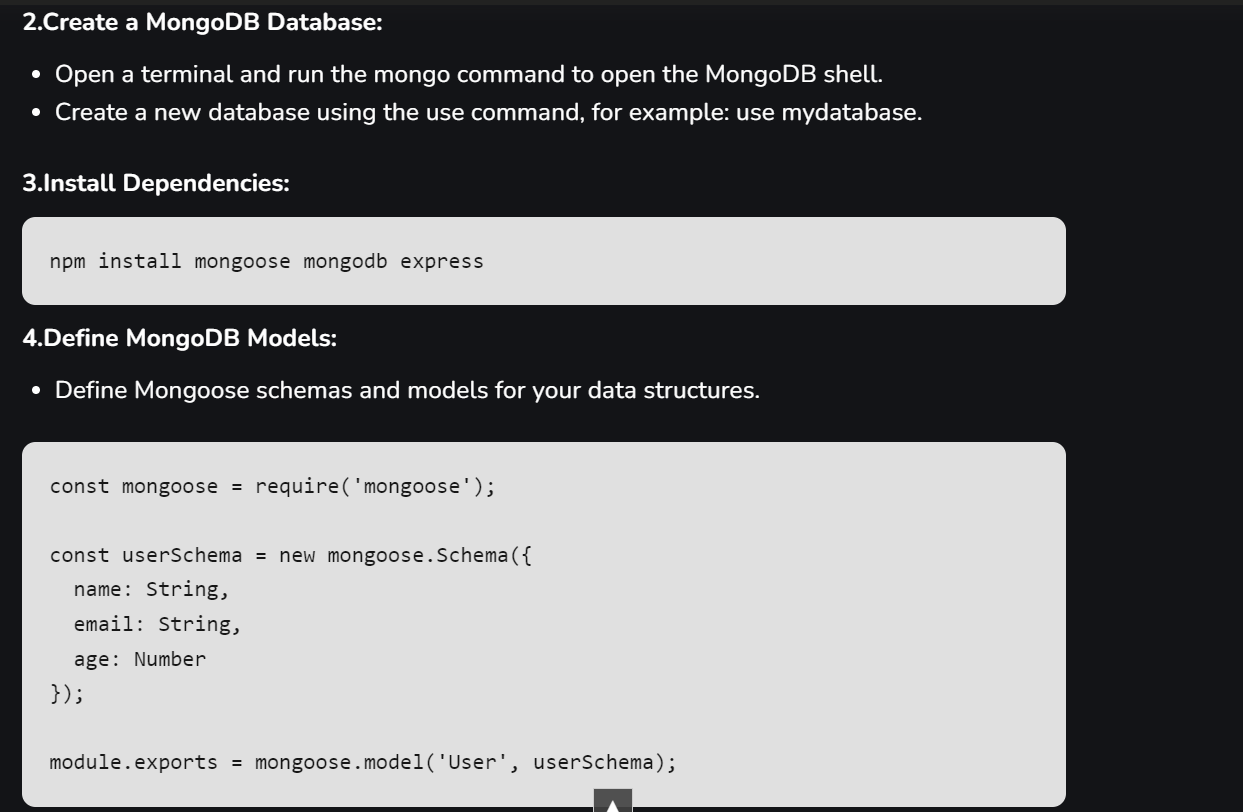 2.Create a MongoDB Database:
• Open a terminal and run the mongo command to open the MongoDB shell.
• Create a new database using the use command, for example: use mydatabase.
3.Install Dependencies:
npm install mongoose mongodb express
4.Define MongoDB Models:
• Define Mongoose schemas and models for your data structures.
const mongoose = require('mongoose');
const userSchema = new mongoose.Schema({
  name: String,
  email: String,
  age: Number
});
module.exports = mongoose.model('User', userSchema);